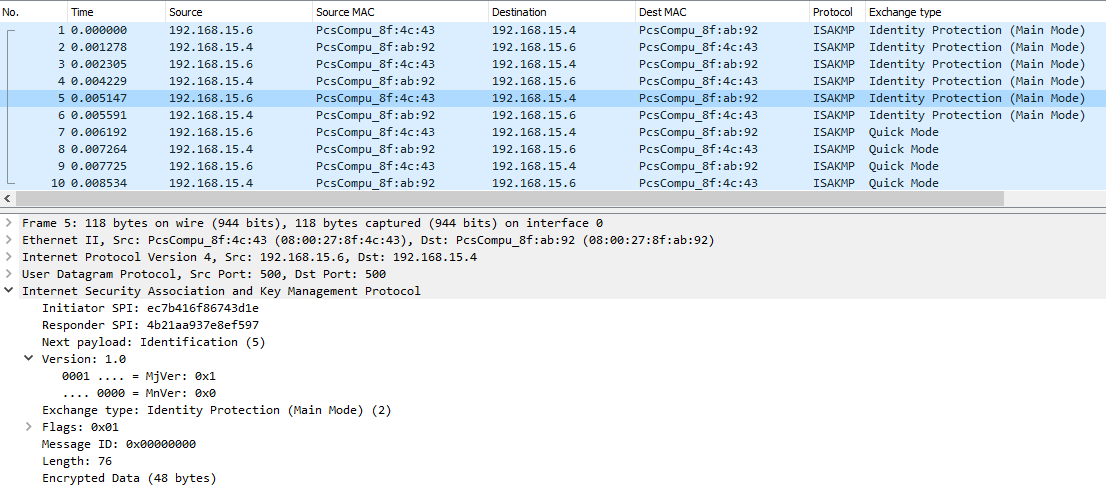 No. Time Source Source MAC Destination Dest MAC Protocol Exchange type
1 0.000000 192.168.15.6 PcsCompu_8f:4c:43 192.168.15.4 PcsCompu_8f:ab:92 ISAKMP Identity Protection (Main Mode)
2 0.001278 192.168.15.4 PcsCompu_8f:ab:92 192.168.15.6 PcsCompu_8f:4c:43 ISAKMP Identity Protection (Main Mode)
3 0.002305 192.168.15.6 PcsCompu_8f:4c:43 192.168.15.4 PcsCompu_8f:ab:92 ISAKMP Identity Protection (Main Mode)
4 0.004229 192.168.15.4 PcsCompu_8f:ab:92 192.168.15.6 PcsCompu_8f:4c:43 ISAKMP Identity Protection (Main Mode)
5 0.005147 192.168.15.6 PcsCompu_8f:4c:43 192.168.15.4 PcsCompu_8f:ab:92 ISAKMP Identity Protection (Main Mode)
6 0.005591 192.168.15.4 PcsCompu_8f:ab:92 192.168.15.6 PcsCompu_8f:4c:43 ISAKMP Identity Protection (Main Mode)
7 0.006192 192.168.15.6 PcsCompu_8f:4c:43 192.168.15.4 PcsCompu_8f:ab:92 ISAKMP Quick Mode
8 0.007264 192.168.15.4 PcsCompu_8f:ab:92 192.168.15.6 PcsCompu_8f:4c:43 ISAKMP Quick Mode
9 0.007725 192.168.15.6 PcsCompu_8f:4c:43 192.168.15.4 PcsCompu_8f:ab:92 ISAKMP Quick Mode
10 0.008534 192.168.15.4 PcsCompu_8f:ab:92 192.168.15.6 PcsCompu_8f:4c:43 ISAKMP Quick Mode
Frame 5: 118 bytes on wire (944 bits), 118 bytes captured (944 bits) on interface 0
Ethernet II, Src: PcsCompu_8f:4c:43 (08:00:27:8f:4c:43), Dst: PcsCompu_8f:ab:92 (08:00:27:8f:ab:92)
Internet Protocol Version 4, Src: 192.168.15.6, Dst: 192.168.15.4
User Datagram Protocol, Src Port: 500, Dst Port: 500
Internet Security Association and Key Management Protocol
Initiator SPI: ec7b416f86743d1e
Responder SPI: 4b21aa937e8ef597
Next payload: Identification (5)
Version: 1.0
0001 .... = MjVer: 0x1
.... 0000 = MnVer: 0x0
Exchange type: Identity Protection (Main Mode) (2)
Flags: 0x01
Message ID: 0x00000000
Length: 76
Encrypted Data (48 bytes)